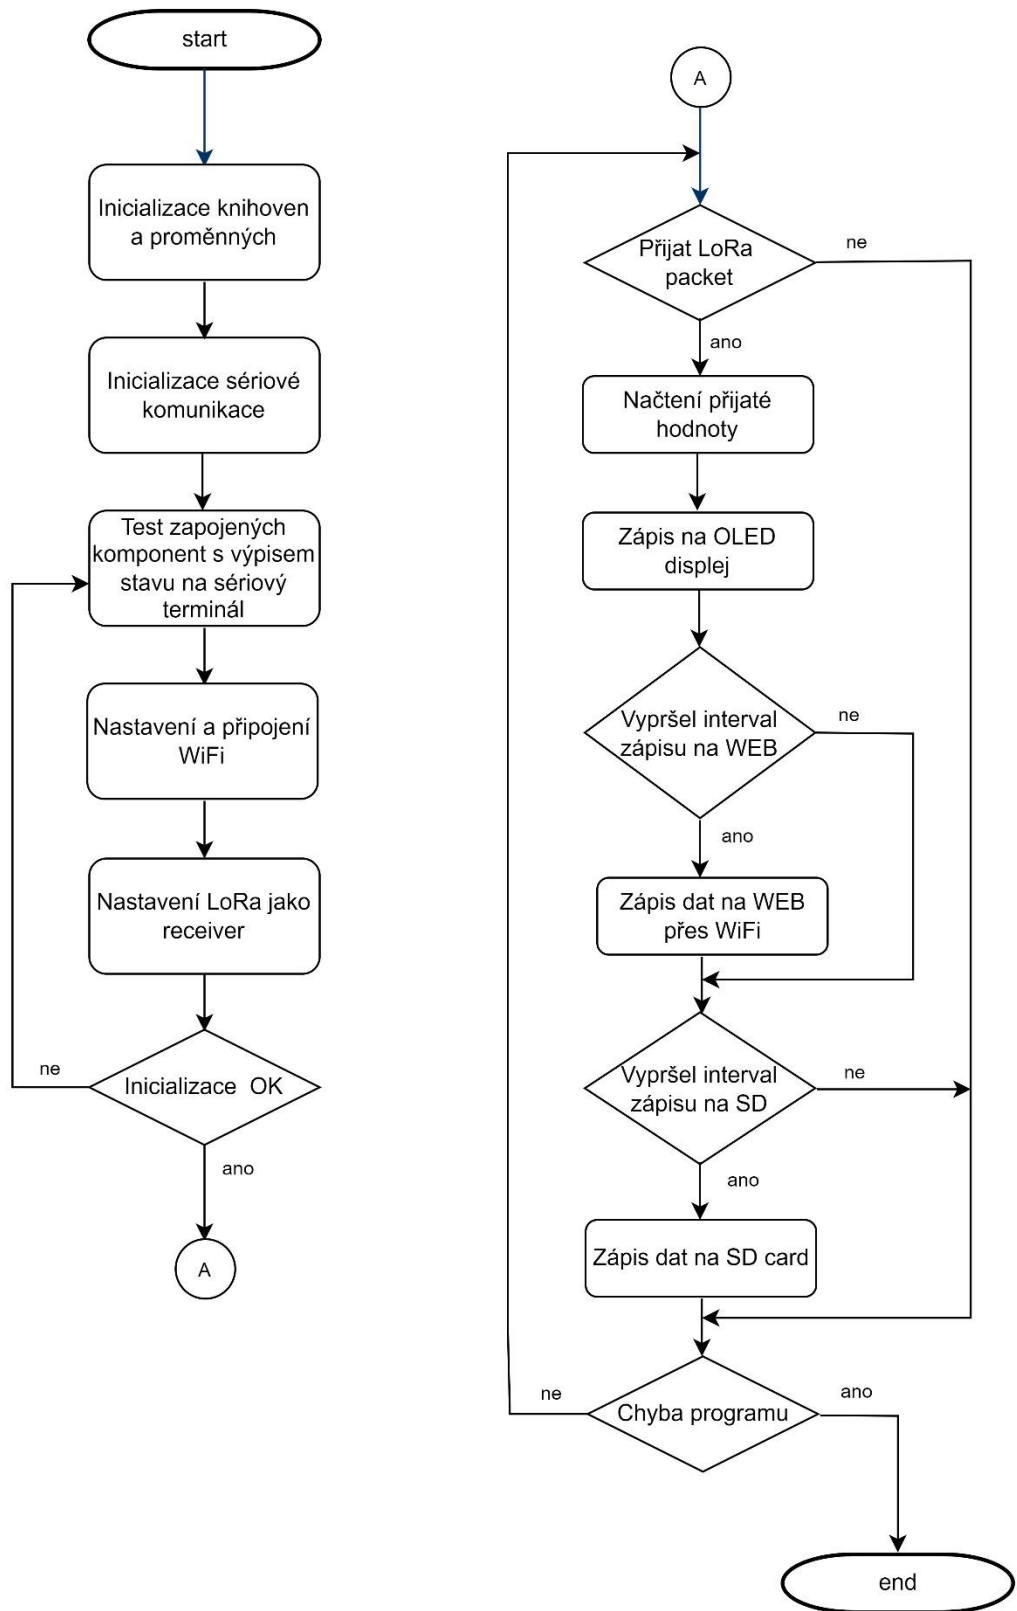 start
Inicializace knihoven
a proměnných
Inicializace sériové
komunikace
Test zapojených
komponent s výpisem
stavu na sériový
terminál
Nastavení a připojení
WiFi
Nastavení LoRa jako
receiver
ne
Inicializace OK
ano
A
A
Přijat LoRa
packet
ne
ano
Načtení přijaté
hodnoty
Zápis na OLED
displej
Vypršel interval
zápisu na WEB
ne
ano
Zápis dat na WEB
přes WiFi
Vypršel interval
zápisu na SD
ne
ano
Zápis dat na SD card
ne
Chyba programu
ano
end